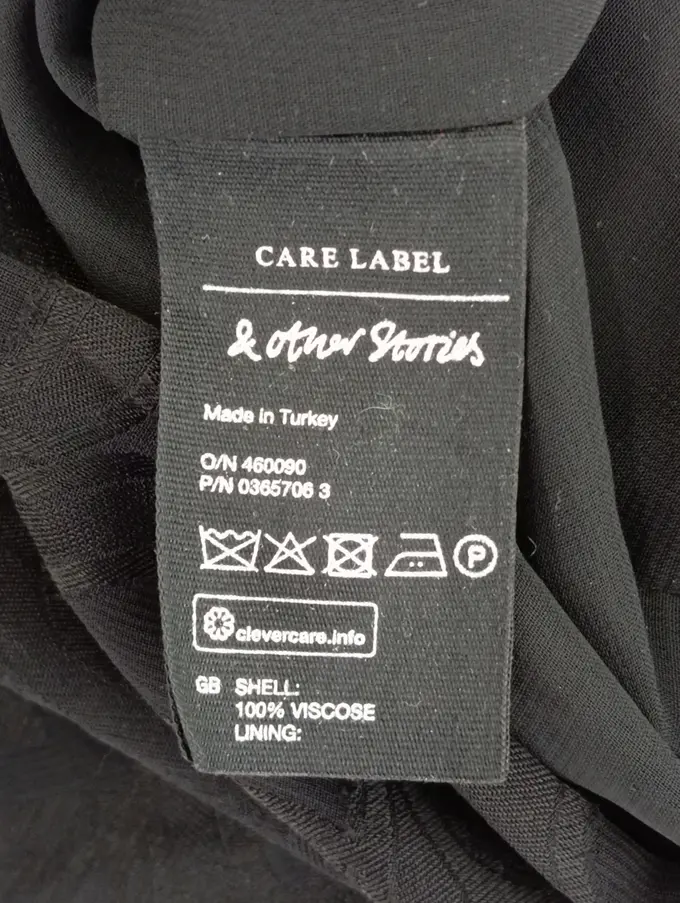 CARE LABEL
& other Stories
Made in Turkey
O/N 460090
P/N 0365706 3
P
clevercare.info
GB SHELL:
100% VISCOSE
LINING: